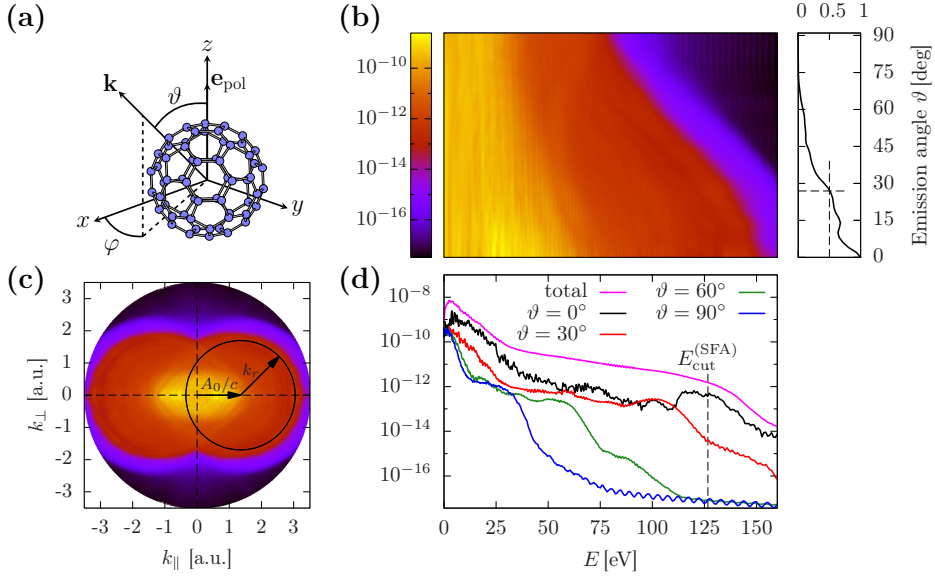 (a)
z
k
ϑ
e_pol
x
y
φ
(b)
10^−10
10^−12
10^−14
10^−16
0 0.5 1
90
75
60
45
30
15
0
Emission angle ϑ [deg]
(c)
3
2
1
0
-1
-2
-3
k_⊥ [a.u.]
A_0/c
k_r
-3 -2 -1 0 1 2 3
k_∥ [a.u.]
(d)
10^−8
10^−10
10^−12
10^−14
10^−16
total
ϑ = 0°
ϑ = 30°
ϑ = 60°
ϑ = 90°
E_cut^(SFA)
0 25 50 75 100 125 150
E [eV]